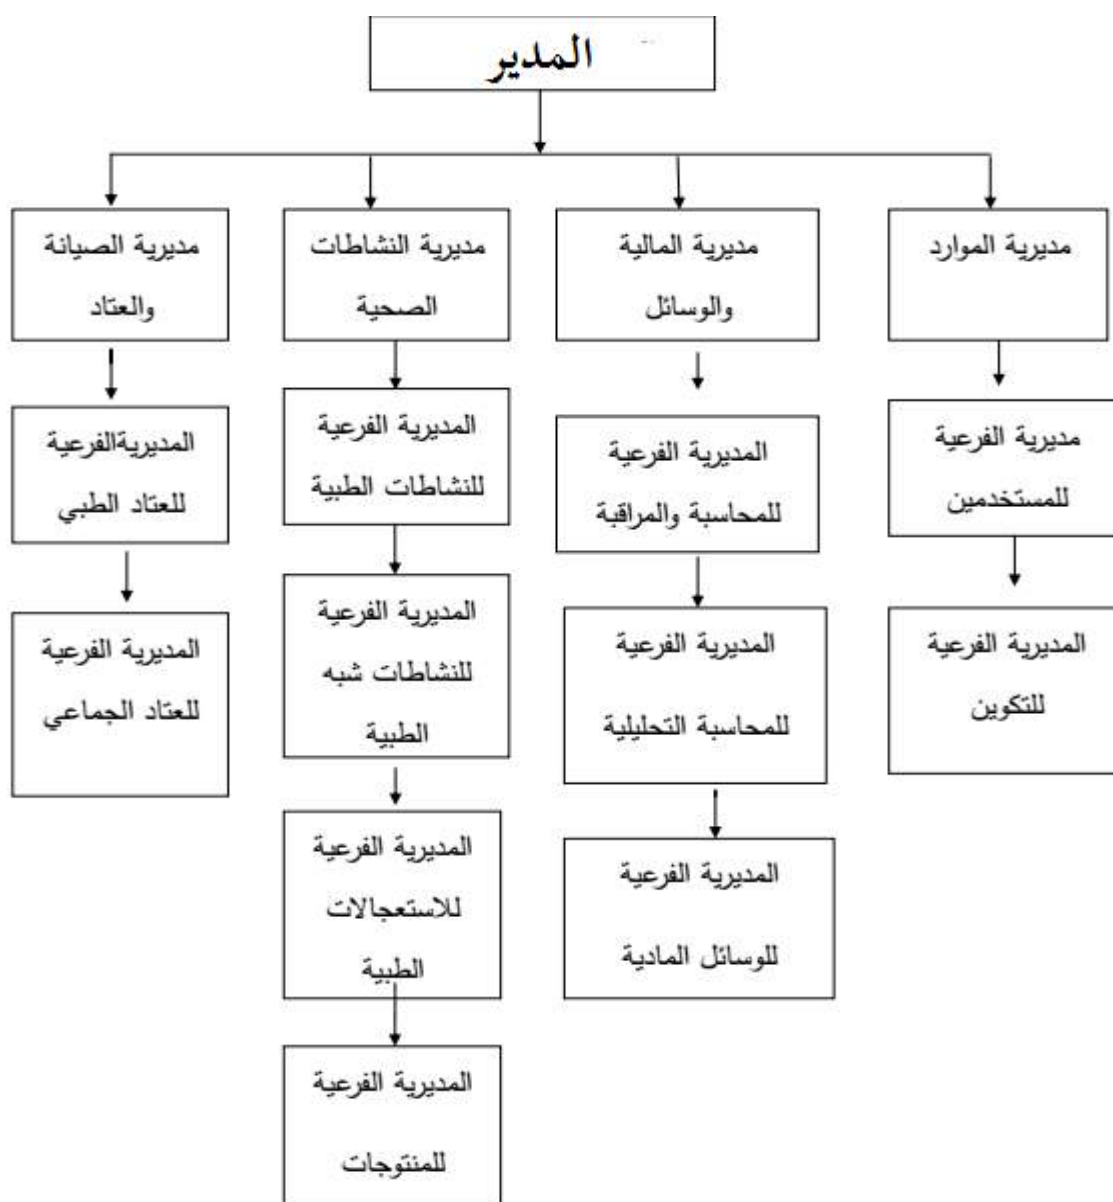 المدير
مديرية الموارد
مديرية المالية
والوسائل
مديرية النشاطات
الصحية
مديرية الصيانة
والعتاد
مديرية الفرعية
للمستخدمين
المديرية الفرعية
للمحاسبة والمراقبة
المديرية الفرعية
للنشاطات الطبية
المديريةالفرعية
للعتاد الطبي
المديرية الفرعية
للتكوين
المديرية الفرعية
للمحاسبة التحليلية
المديرية الفرعية
للنشاطات شبه
الطبية
المديرية الفرعية
للعتاد الجماعي
المديرية الفرعية
للوسائل المادية
المديرية الفرعية
للاستعجالات
الطبية
المديرية الفرعية
للمنتوجات